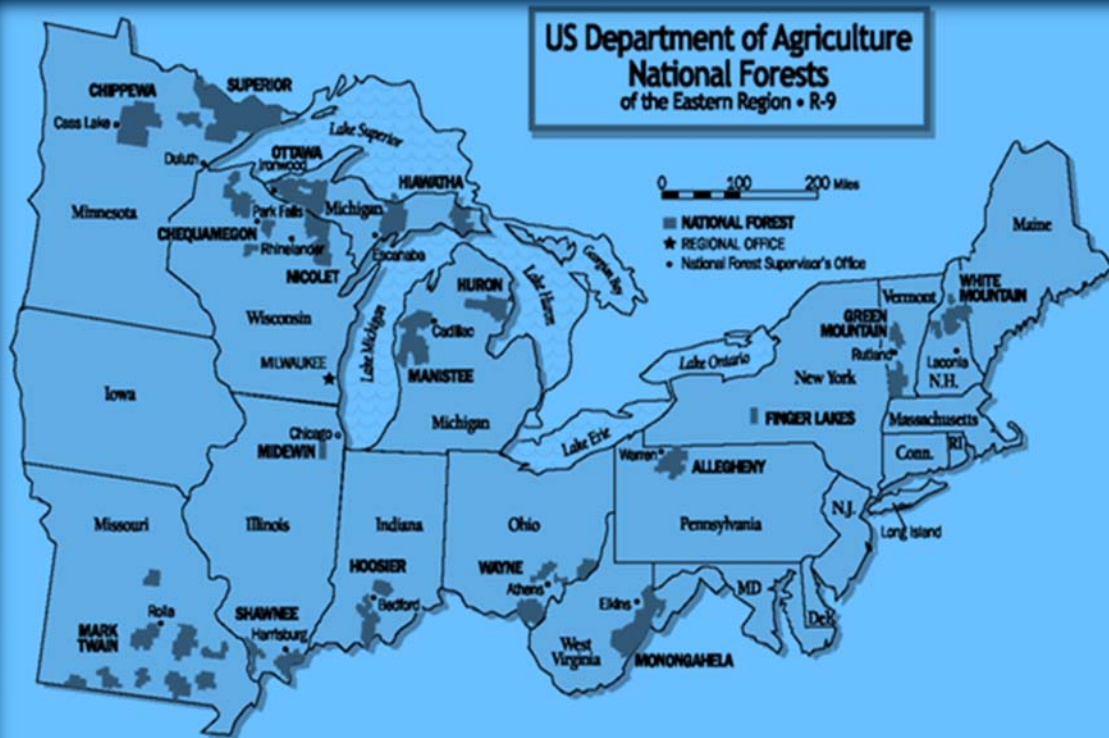 US Department of Agriculture
National Forests
of the Eastern Region • R-9
0 100 200 Miles
NATIONAL FOREST
REGIONAL OFFICE
National Forest Supervisor's Office
CHIPPEWA
SUPERIOR
Cass Lake
Lake Superior
Duluth
OTTAWA
Ironwood
HIAWATHA
Minnesota
Park Falls
Michigan
CHEQUAMEGON
Rhinelander
Escanaba
NICOLET
Georgian Bay
Lake Huron
HURON
Maine
Wisconsin
Lake Michigan
Cadillac
MILWAUKEE
MANISTEE
Iowa
Michigan
Vermont
WHITE
MOUNTAIN
GREEN
MOUNTAIN
Rutland
Laconia
N.H.
Lake Ontario
New York
FINGER LAKES
Massachusetts
Conn.
RI
Chicago
MIDEWIN
Lake Erie
Warren
ALLEGHENY
Missouri
Illinois
Indiana
Ohio
Pennsylvania
N.J.
Long Island
HOOSIER
Bedford
WAYNE
Athens
Elkins
MD
Del
Rolla
MARK
TWAIN
SHAWNEE
Harrisburg
West
Virginia
MONONGAHELA